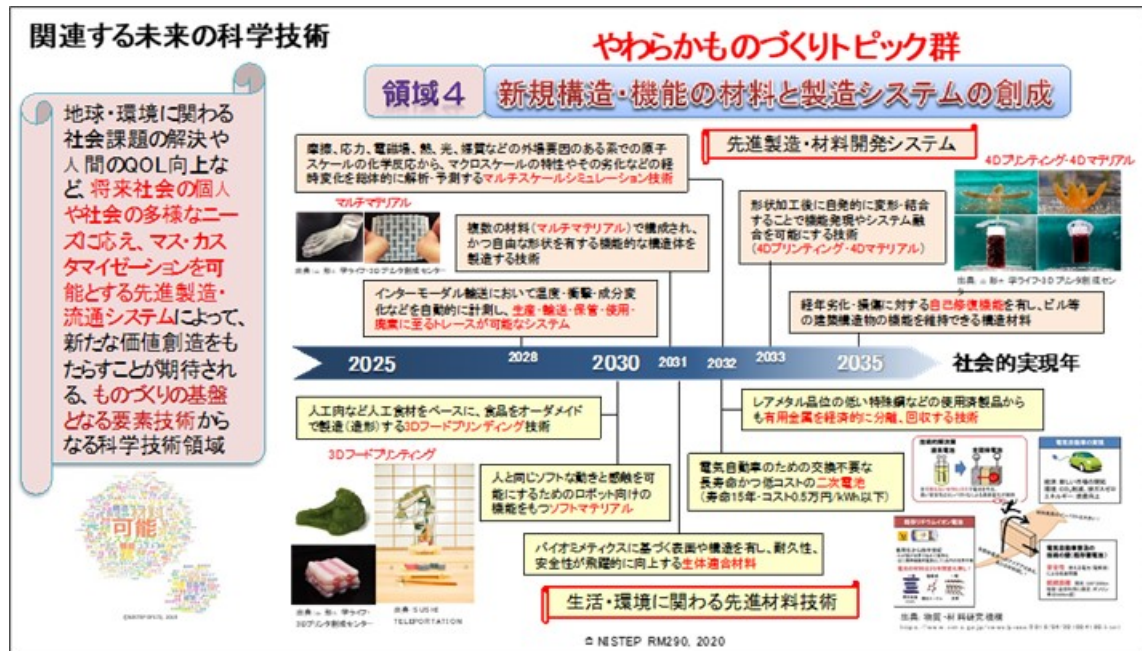 関連する未来の科学技術
やわらかものづくりトピック群
領域4
新規構造・機能の材料と製造システムの創成
地球・環境に関わる
社会課題の解決や
人間のQOL向上な
ど、将来社会の個人
や社会の多様なニー
ズに応え、マス・カス
タマイゼーションを可
能とする先進製造・
流通システムによって、
新たな価値創造をも
たらすことが期待され
る、ものづくりの基盤
となる要素技術から
なる科学技術領域
可能
摩擦、応力、電磁場、熱、光、媒質などの外場要因のある系での原子
スケールの化学反応から、マクロスケールの特性やその劣化などの経
時変化を総体的に解析・予測するマルチスケールシミュレーション技術
先進製造・材料開発システム
4Dプリンティング・4Dマテリアル
マルチマテリアル
複数の材料(マルチマテリアル)で構成され、
かつ自由な形状を有する機能的な構造体を
製造する技術
形状加工後に自発的に変形・結合
することで機能発現やシステム融
合を可能にする技術
(4Dプリンティング・4Dマテリアル)
インターモーダル輸送において温度・衝撃・成分変
化などを自動的に計測し、生産・輸送・保管・使用・
廃棄に至るトレースが可能なシステム
経年劣化・損傷に対する自己修復機能を有し、ビル等
の建築構造物の機能を維持できる構造材料
2025
2028
2030
2031
2032
2033
2035
社会的実現年
人工肉など人工食材をベースに、食品をオーダメイド
で製造(造形)する3Dフードプリンティング技術
レアメタル品位の低い特殊鋼などの使用済製品から
も有用金属を経済的に分離、回収する技術
3Dフードプリンティング
人と同じソフトな動きと感触を可
能にするためのロボット向けの
機能をもつソフトマテリアル
電気自動車のための交換不要な
長寿命かつ低コストの二次電池
(寿命15年・コスト0.5万円/kWh以下)
バイオミメティクスに基づく表面や構造を有し、耐久性、
安全性が飛躍的に向上する生体適合材料
生活・環境に関わる先進材料技術
出典:SUSHI
TELEPORTATION
出典:物質・材料研究機構
© NISTEP RM290, 2020